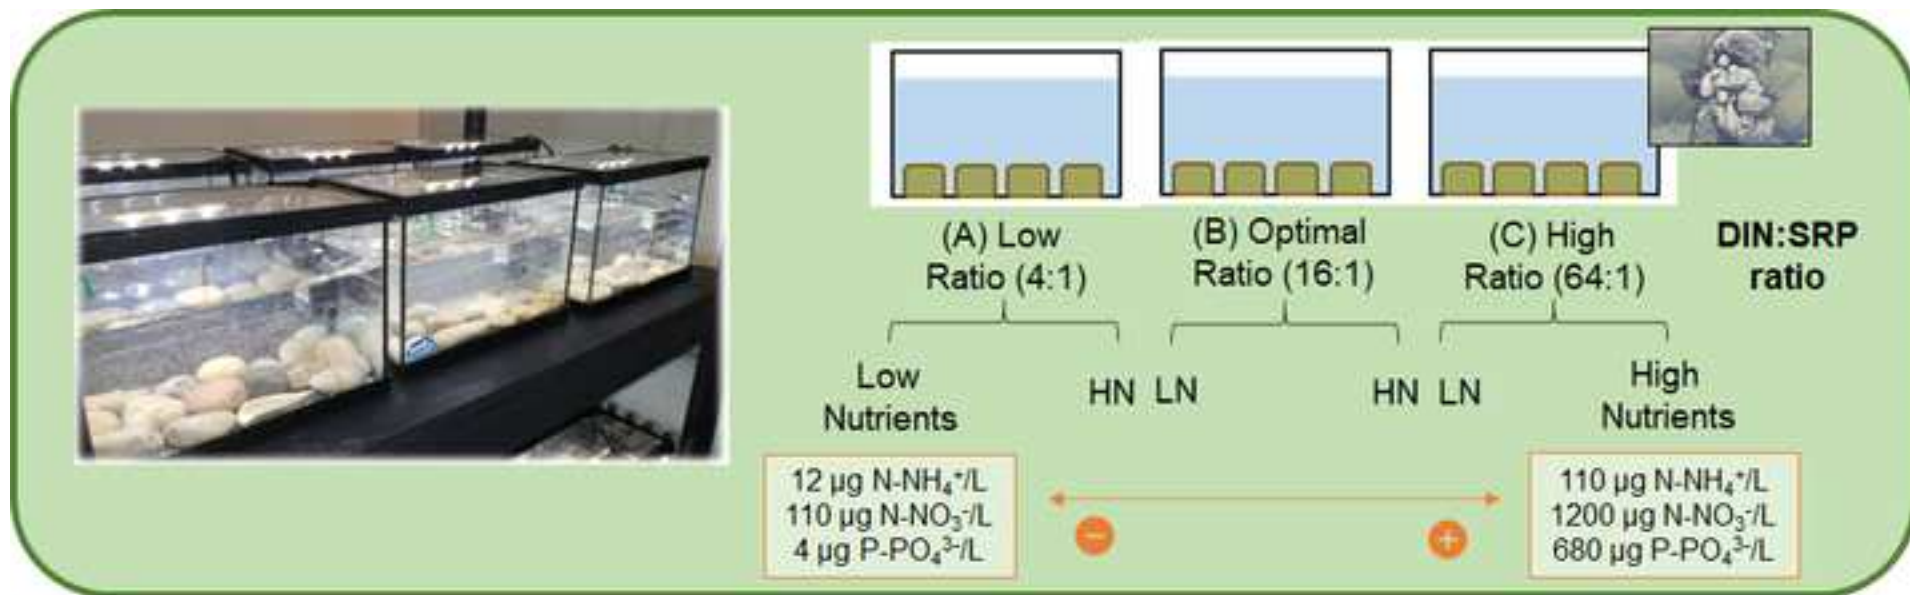 (A) Low
Ratio (4:1)
(B) Optimal
Ratio (16:1)
(C) High
Ratio (64:1)
DIN:SRP
ratio
Low
Nutrients
HN
LN
HN
LN
High
Nutrients
12 µg N-NH₄⁺/L
110 µg N-NO₃⁻/L
4 µg P-PO₄³⁻/L
−
+
110 µg N-NH₄⁺/L
1200 µg N-NO₃⁻/L
680 µg P-PO₄³⁻/L